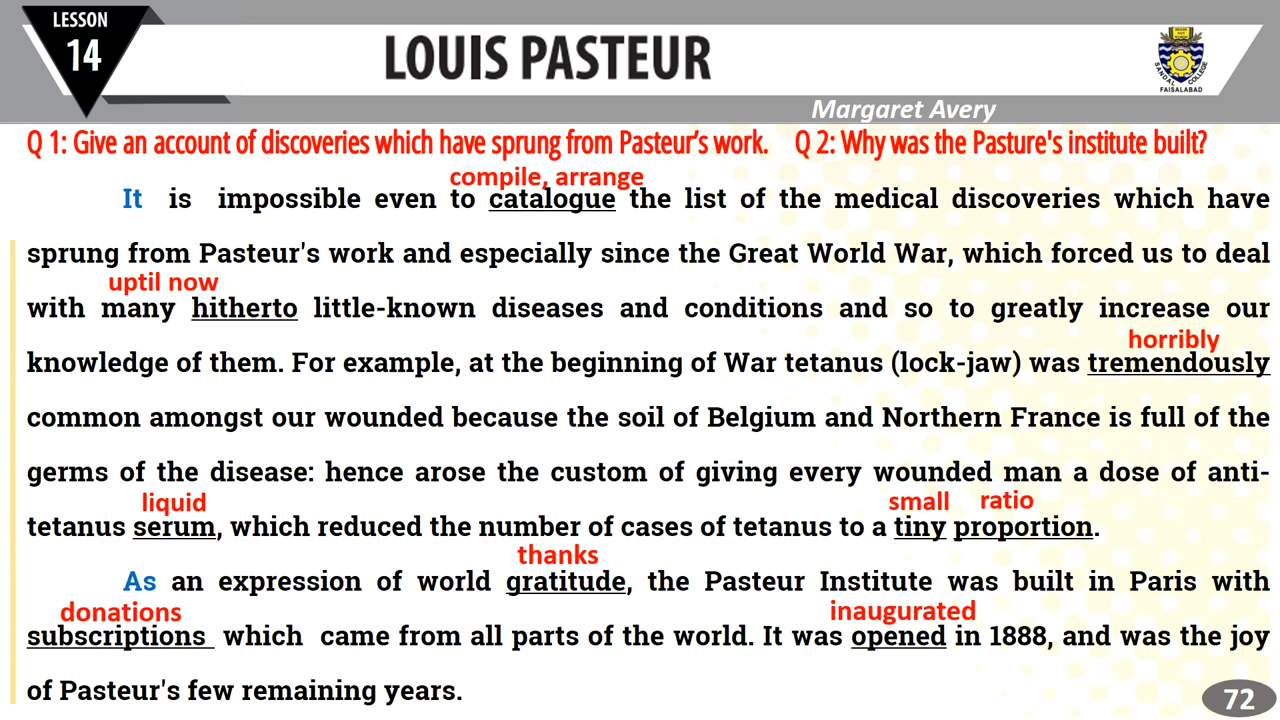 LESSON
14
LOUIS PASTEUR
SANDAL COLLEGE
FAISALABAD
Margaret Avery
Q 1: Give an account of discoveries which have sprung from Pasteur's work. Q 2: Why was the Pasture's institute built?
compile, arrange
It is impossible even to catalogue the list of the medical discoveries which have
sprung from Pasteur's work and especially since the Great World War, which forced us to deal
uptil now
with many hitherto little-known diseases and conditions and so to greatly increase our
horribly
knowledge of them. For example, at the beginning of War tetanus (lock-jaw) was tremendously
common amongst our wounded because the soil of Belgium and Northern France is full of the
germs of the disease: hence arose the custom of giving every wounded man a dose of anti-
liquid small ratio
tetanus serum, which reduced the number of cases of tetanus to a tiny proportion.
thanks
As an expression of world gratitude, the Pasteur Institute was built in Paris with
donations inaugurated
subscriptions which came from all parts of the world. It was opened in 1888, and was the joy
of Pasteur's few remaining years.
72